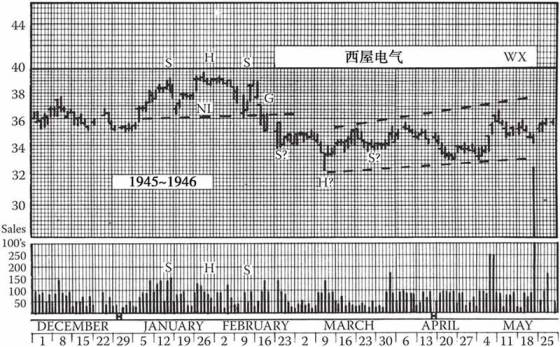 44
西屋电气 WX
40
38
36
34
32
30
S H S
NL G
S? S?
H?
1945~1946
Sales
100's
250
200
150
100
50
S H S
DECEMBER JANUARY FEBRUARY MARCH APRIL MAY
1 8 15 22 29 5 12 19 26 2 9 16 23 2 9 16 23 30 6 13 20 27 4 11 18 25